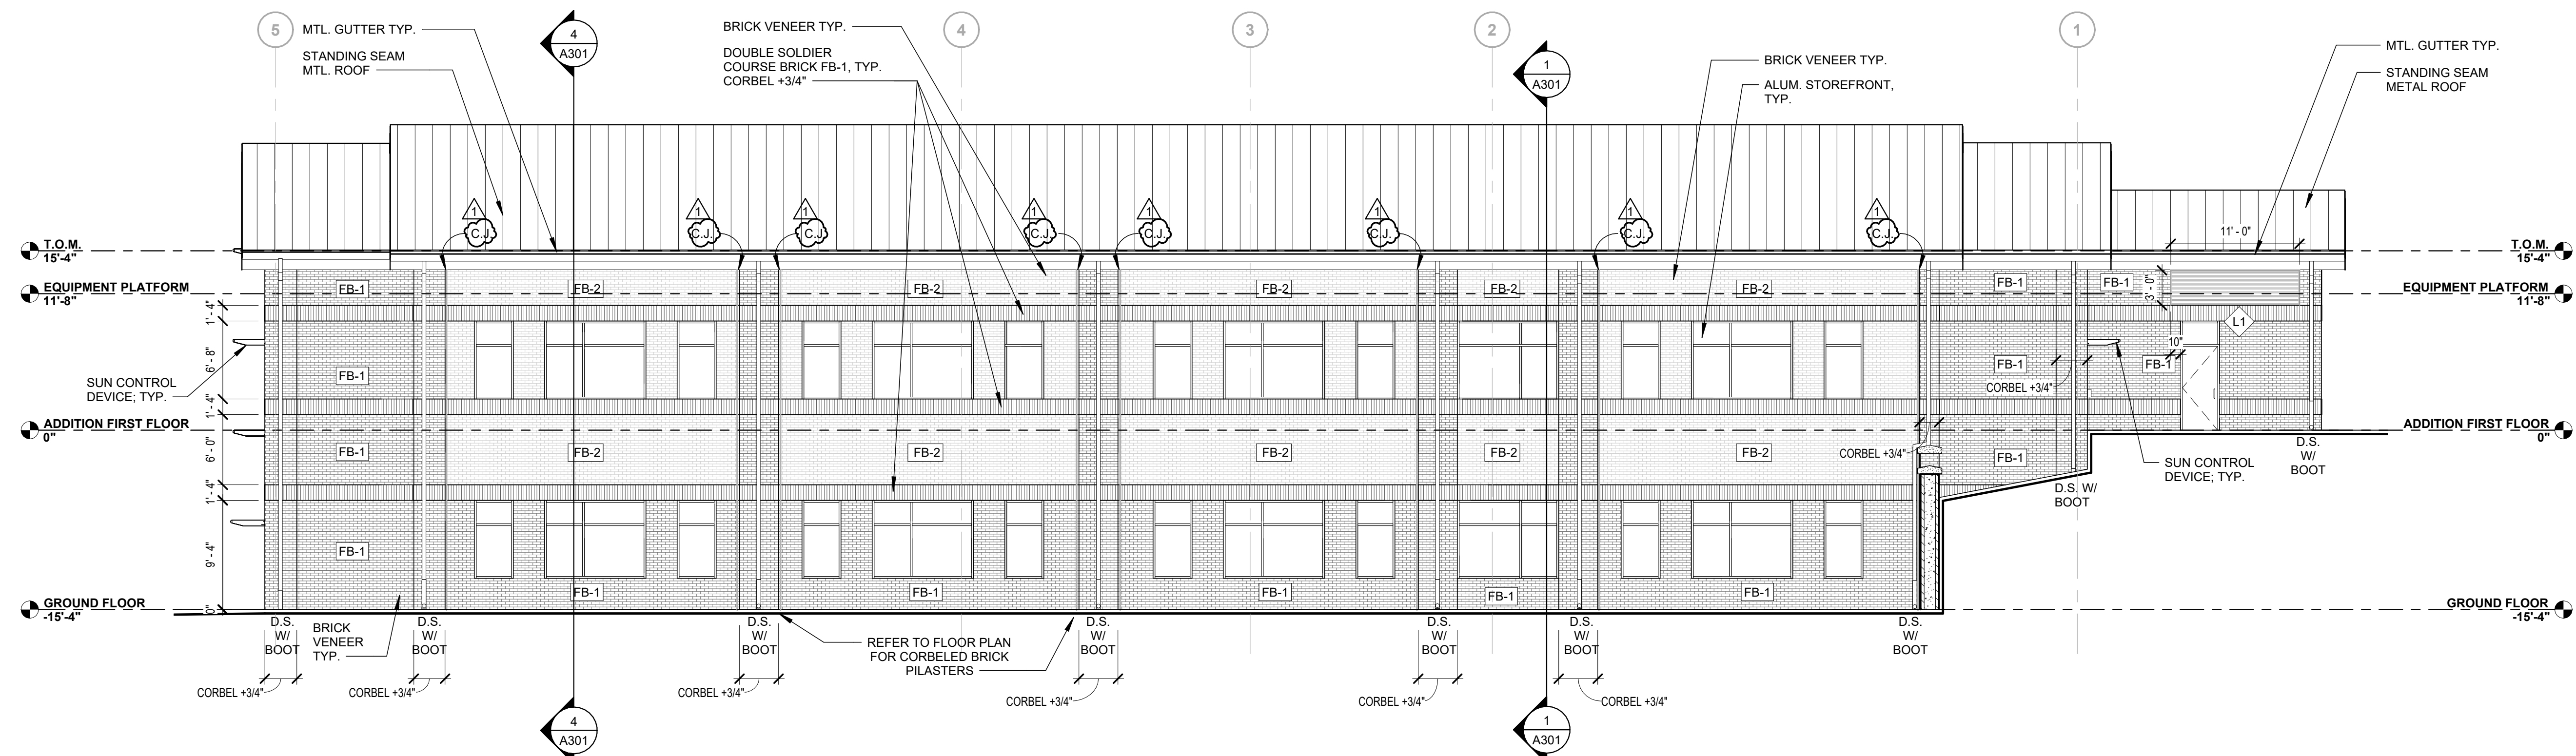 5
4
3
2
1
MTL. GUTTER TYP.
STANDING SEAM
MTL. ROOF
4
A301
BRICK VENEER TYP.
DOUBLE SOLDIER
COURSE BRICK FB-1, TYP.
CORBEL +3/4"
1
A301
BRICK VENEER TYP.
ALUM. STOREFRONT,
TYP.
MTL. GUTTER TYP.
STANDING SEAM
METAL ROOF
1
C.J.
1
C.J.
1
C.J.
1
C.J.
1
C.J.
1
C.J.
1
C.J.
1
C.J.
11' - 0"
T.O.M.
15'-4"
T.O.M.
15'-4"
EQUIPMENT PLATFORM
11'-8"
FB-1
FB-2
FB-2
FB-2
FB-2
FB-2
FB-1
FB-1
3' - 0"
EQUIPMENT PLATFORM
11'-8"
1' - 4"
L1
6' - 8"
10"
SUN CONTROL
DEVICE; TYP.
FB-1
FB-1
FB-1
CORBEL +3/4"
1' - 4"
ADDITION FIRST FLOOR
0"
ADDITION FIRST FLOOR
0"
6' - 0"
FB-1
FB-2
FB-2
FB-2
FB-2
FB-2
CORBEL +3/4"
FB-1
SUN CONTROL
DEVICE; TYP.
D.S.
W/
BOOT
D.S. W/
BOOT
1' - 4"
9' - 4"
FB-1
FB-1
FB-1
FB-1
FB-1
FB-1
0"
GROUND FLOOR
-15'-4"
GROUND FLOOR
-15'-4"
D.S.
W/
BOOT
BRICK
VENEER
TYP.
D.S.
W/
BOOT
D.S.
W/
BOOT
REFER TO FLOOR PLAN
FOR CORBELED BRICK
PILASTERS
D.S.
W/
BOOT
D.S.
W/
BOOT
D.S.
W/
BOOT
D.S.
W/
BOOT
CORBEL +3/4"
CORBEL +3/4"
CORBEL +3/4"
CORBEL +3/4"
CORBEL +3/4"
CORBEL +3/4"
4
A301
1
A301